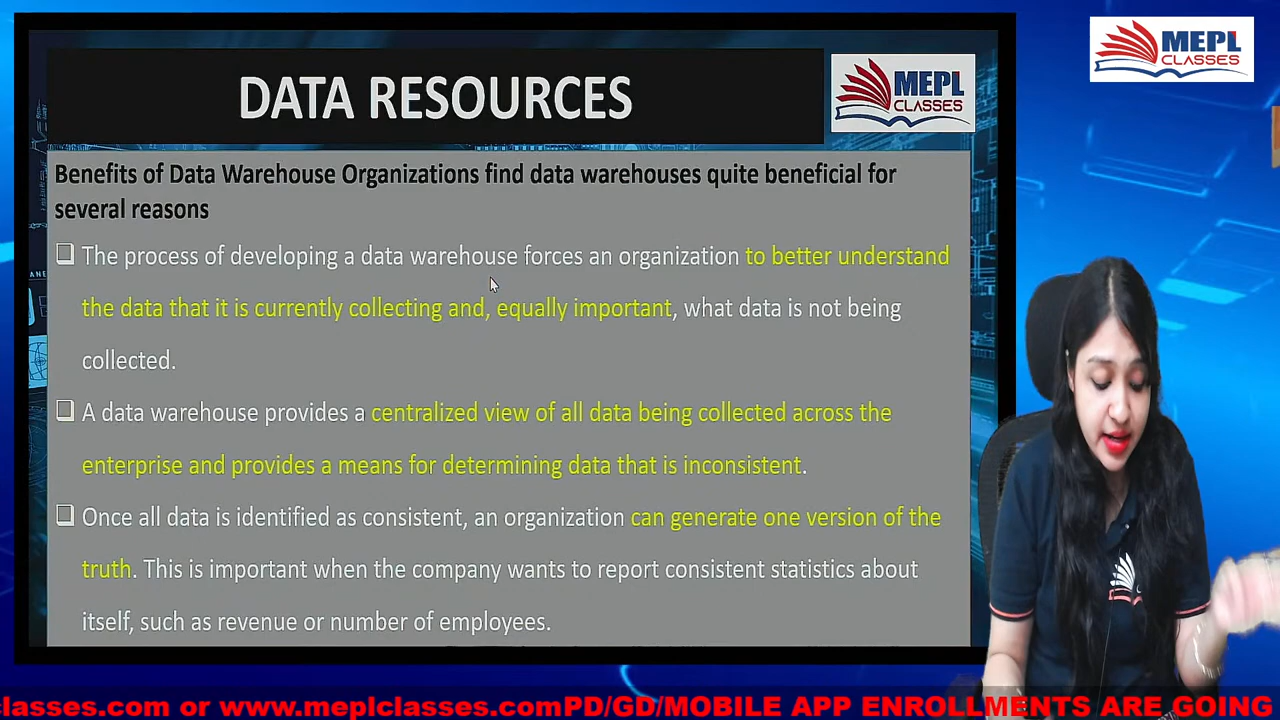 MEPL
CLASSES
DATA RESOURCES
MEPL
CLASSES
Benefits of Data Warehouse Organizations find data warehouses quite beneficial for
several reasons
The process of developing a data warehouse forces an organization to better understand
the data that it is currently collecting and, equally important, what data is not being
collected.
A data warehouse provides a centralized view of all data being collected across the
enterprise and provides a means for determining data that is inconsistent.
Once all data is identified as consistent, an organization can generate one version of the
truth. This is important when the company wants to report consistent statistics about
itself, such as revenue or number of employees.
classes.com or www.meplclasses.comPD/GD/MOBILE APP ENROLLMENTS ARE GOING